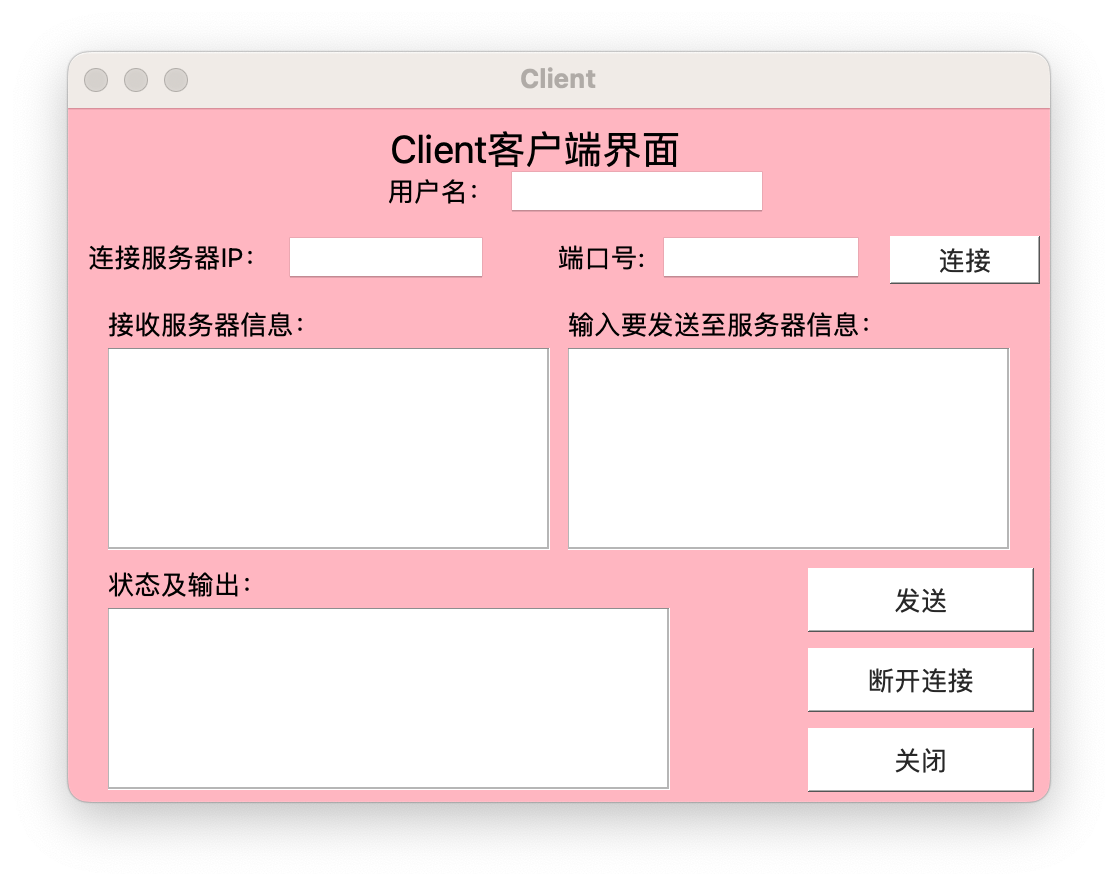 Client
Client客户端界面
用户名：
连接服务器IP：
端口号:
连接
接收服务器信息：
输入要发送至服务器信息：
状态及输出：
发送
断开连接
关闭